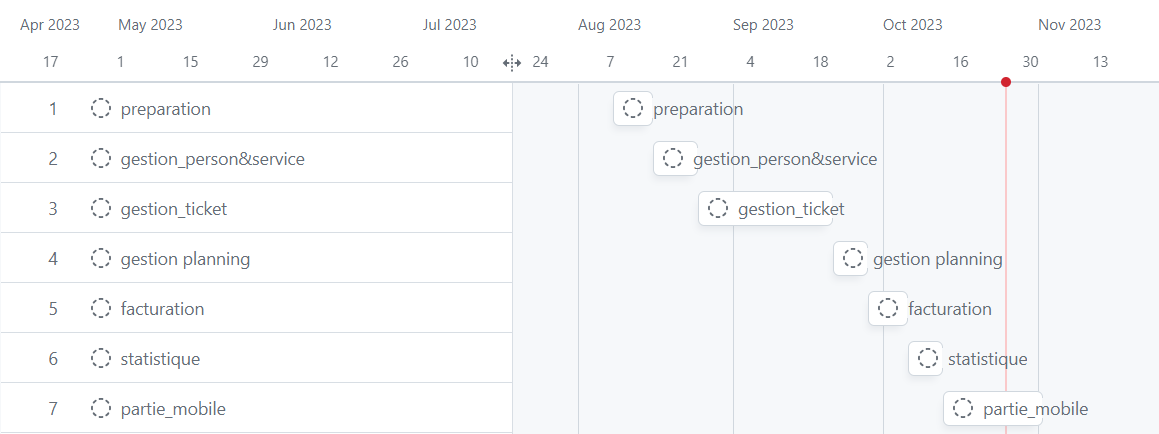 Apr 2023 May 2023 Jun 2023 Jul 2023 Aug 2023 Sep 2023 Oct 2023 Nov 2023
17 1 15 29 12 26 10 24 7 21 4 18 2 16 30 13
1 preparation preparation
2 gestion_person&service gestion_person&service
3 gestion_ticket gestion_ticket
4 gestion planning gestion planning
5 facturation facturation
6 statistique statistique
7 partie_mobile partie_mobile